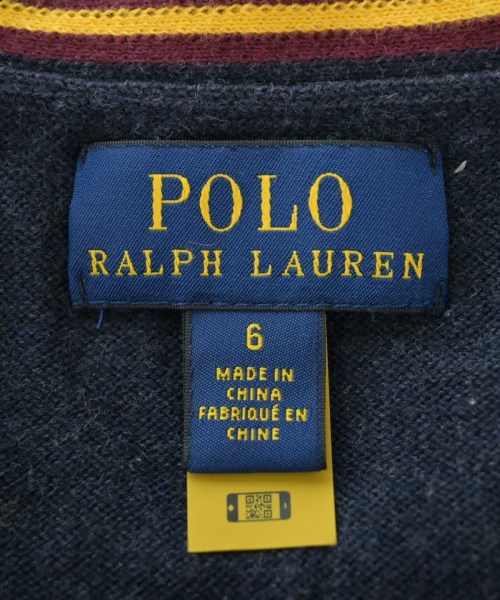 POLO
RALPH LAUREN
6
MADE IN
CHINA
FABRIQUÉ EN
CHINE